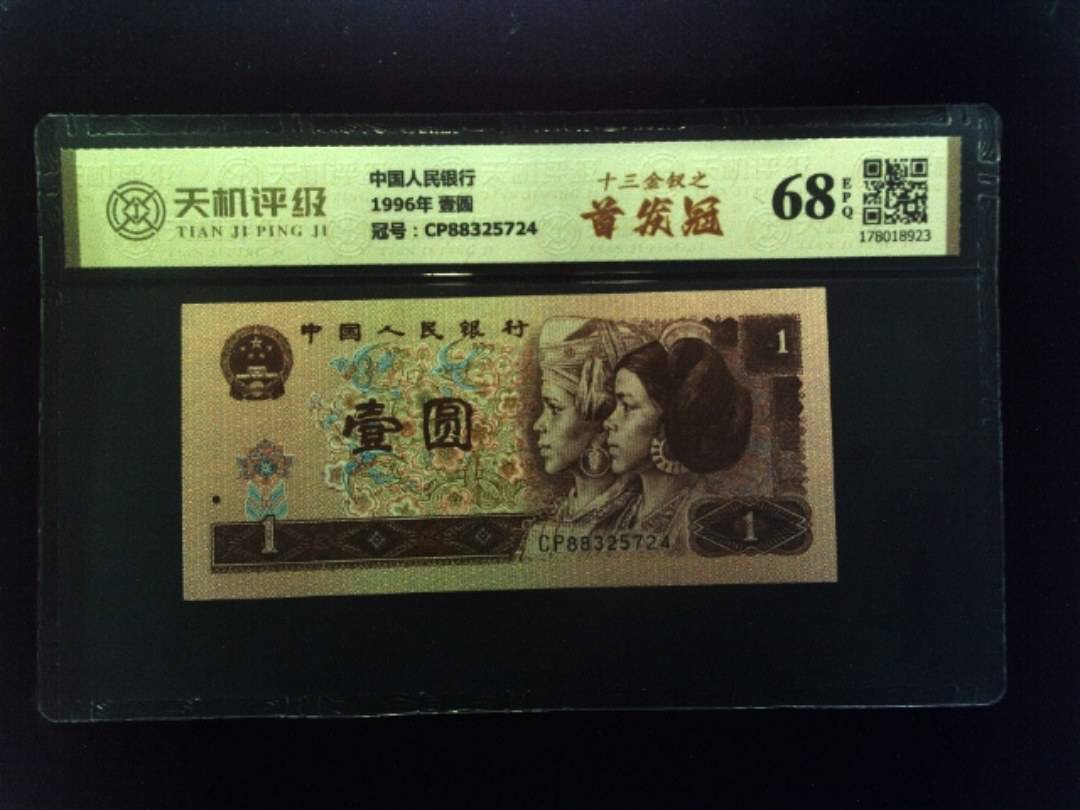 天机评级
TIAN JI PING JI
中国人民银行
1996年 壹圆
冠号：CP88325724
十三金钗之
首发冠
68
EPQ
178018923
中国人民银行
1
壹圆
1
CP88325724
1